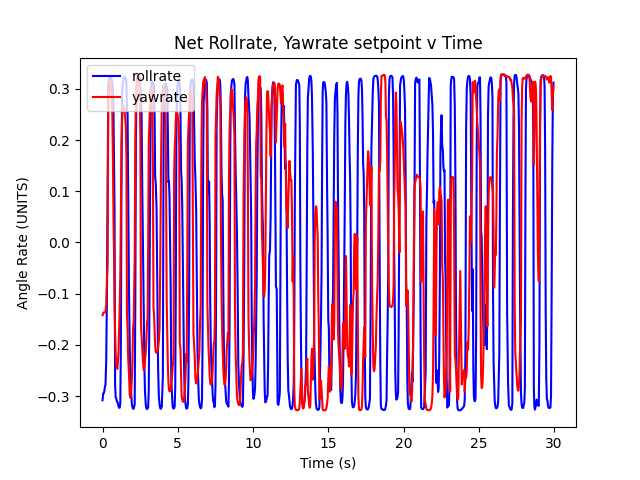 Net Rollrate, Yawrate setpoint v Time
rollrate
yawrate
Angle Rate (UNITS)
0.3
0.2
0.1
0.0
−0.1
−0.2
−0.3
0 5 10 15 20 25 30
Time (s)